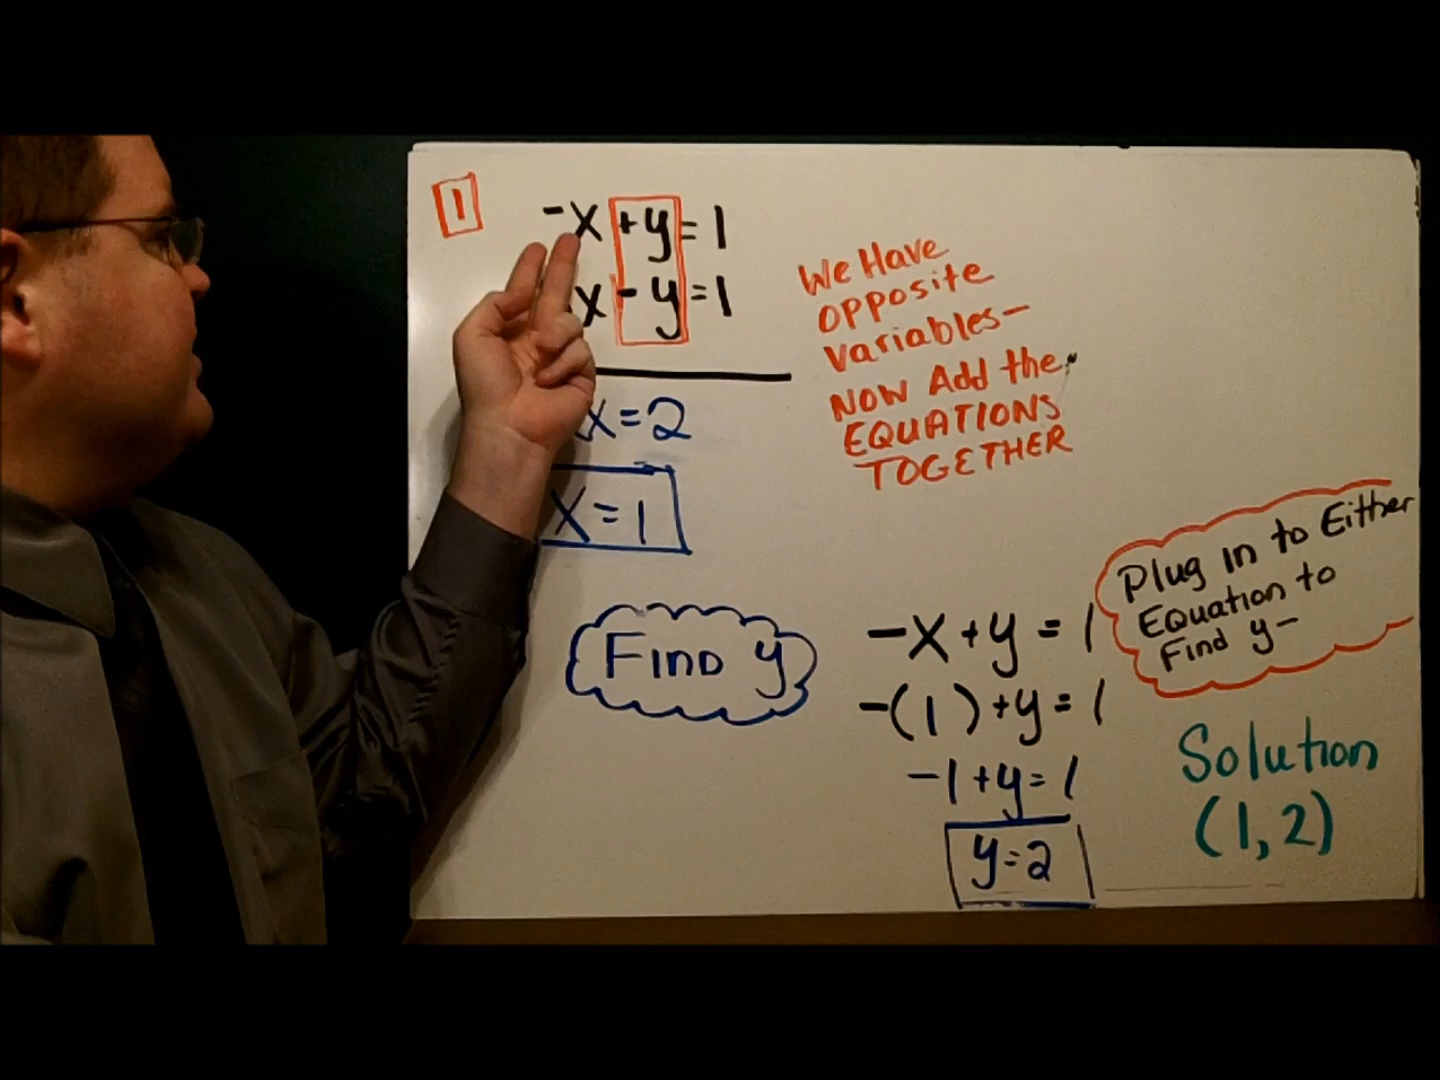 1
-x + y = 1
x - y = 1
x = 2
x = 1
We Have
opposite
variables-
NOW Add the
EQUATIONS
TOGETHER
Find y
Plug in to Either
Equation to
Find y-
-x + y = 1
-(1) + y = 1
-1 + y = 1
y = 2
Solution
(1, 2)